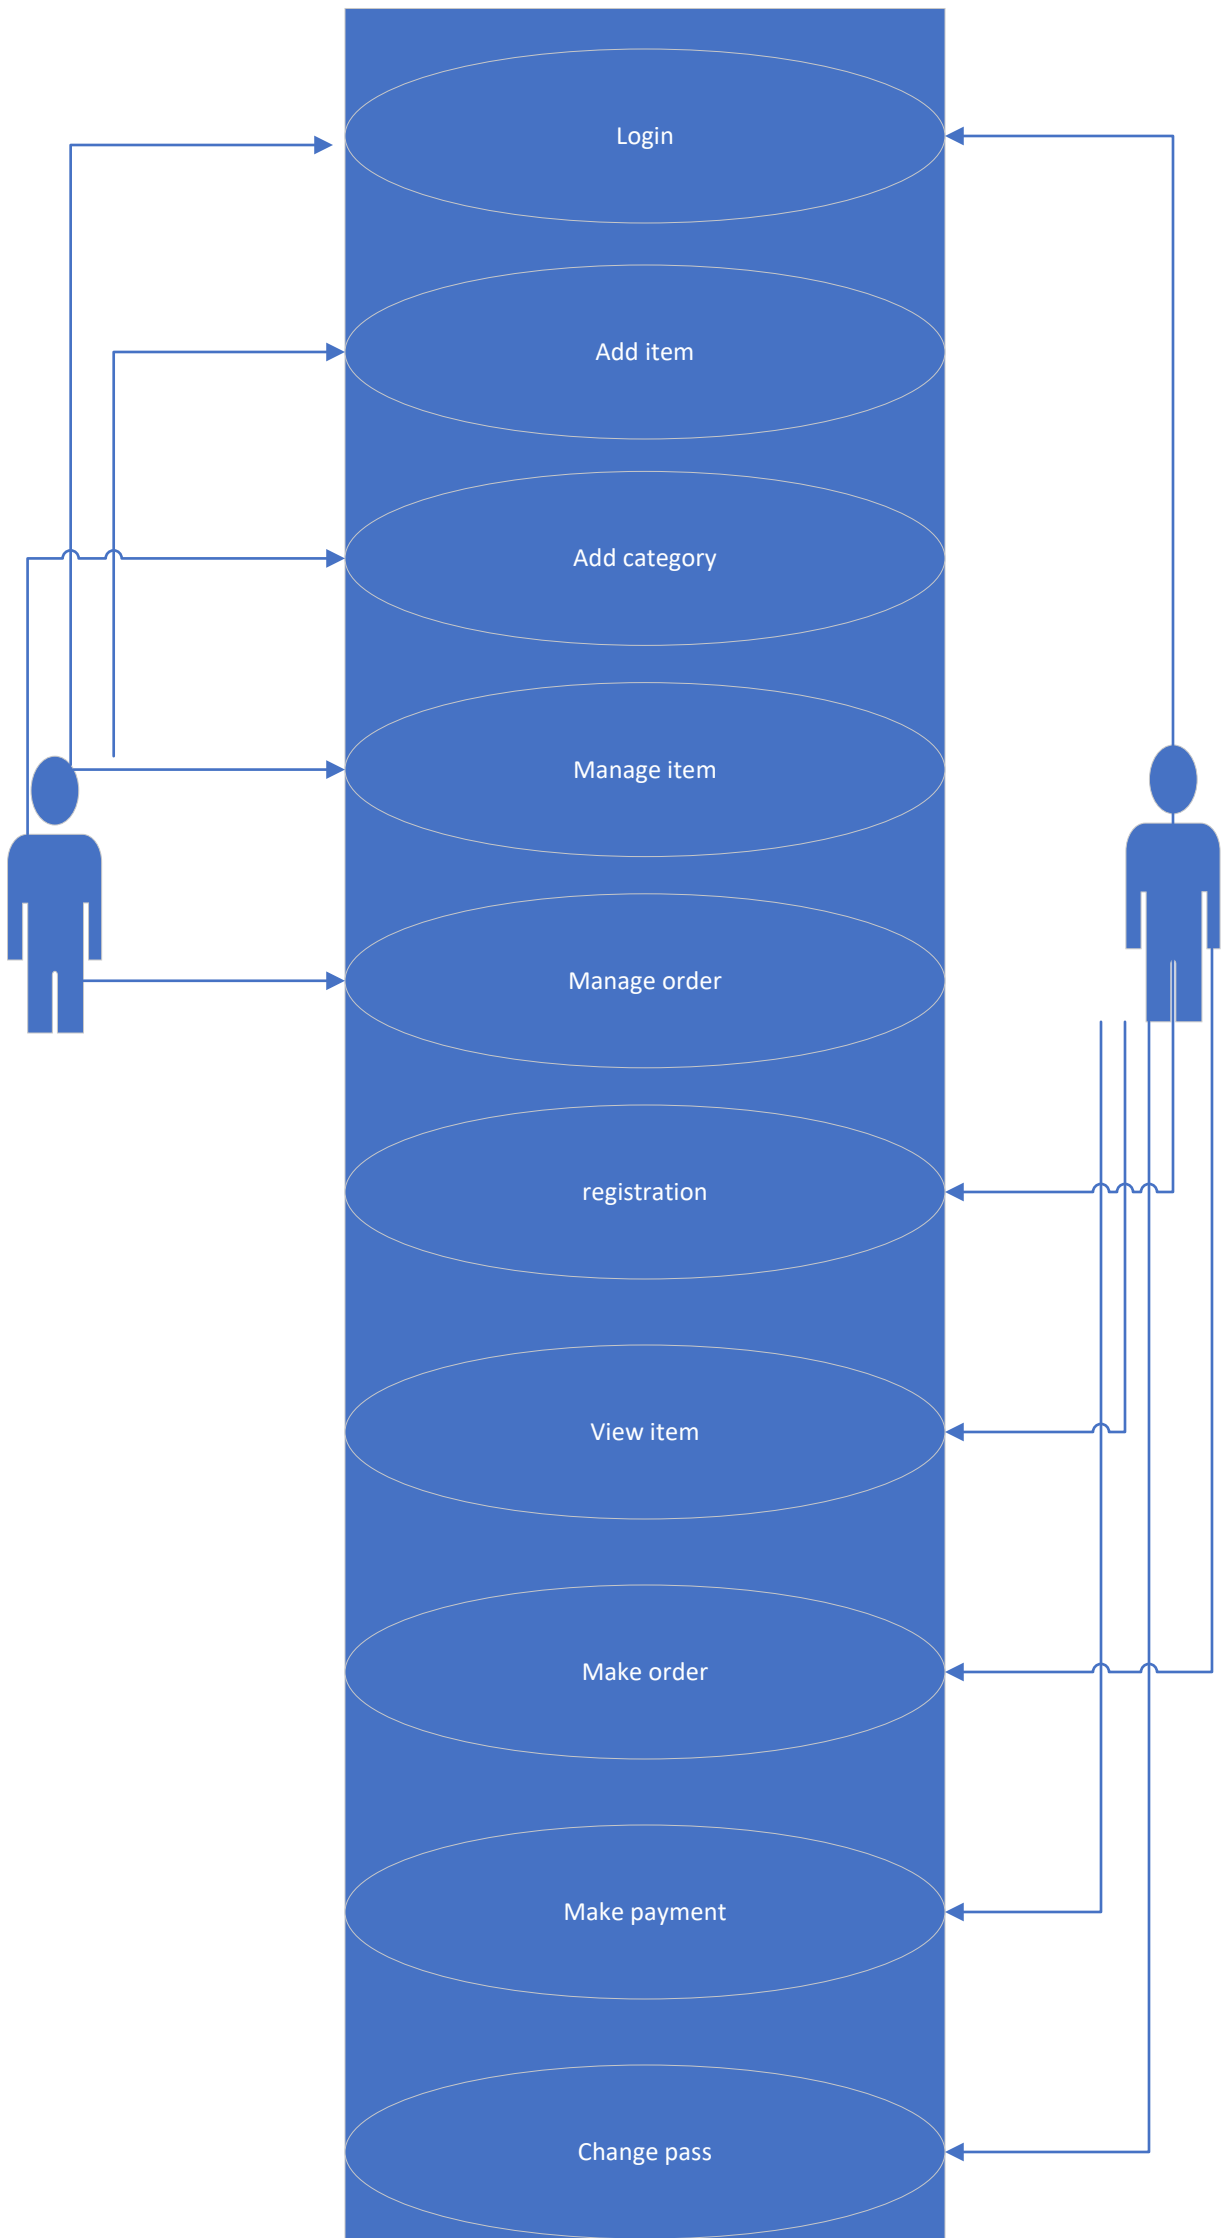 Login
Add item
Add category
Manage item
Manage order
registration
View item
Make order
Make payment
Change pass